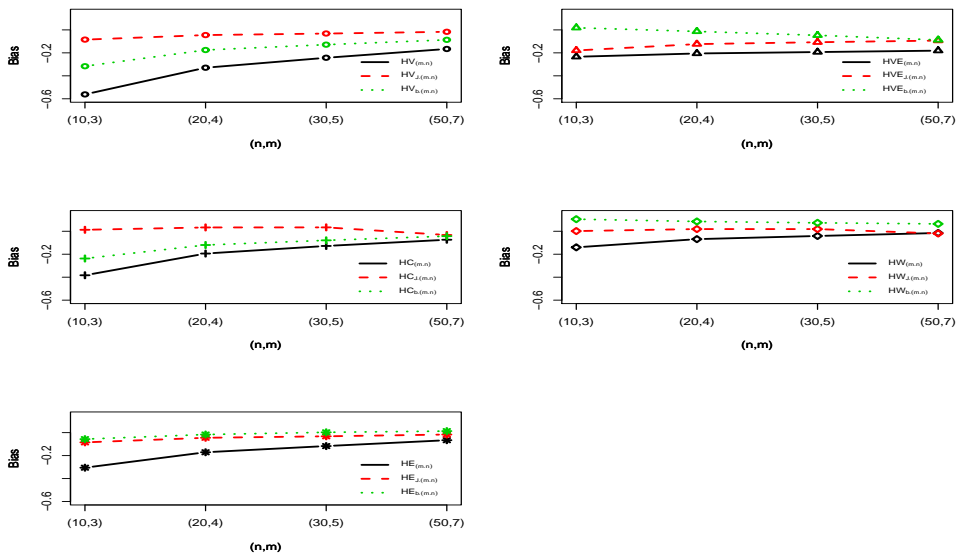 Bias
−0.2
−0.6
HV(m,n)
HVJ,(m,n)
HVb,(m,n)
(10,3) (20,4) (30,5) (50,7)
(n,m)
Bias
−0.2
−0.6
HVE(m,n)
HVEJ,(m,n)
HVEb,(m,n)
(10,3) (20,4) (30,5) (50,7)
(n,m)
Bias
−0.2
−0.6
HC(m,n)
HCJ,(m,n)
HCb,(m,n)
(10,3) (20,4) (30,5) (50,7)
(n,m)
Bias
−0.2
−0.6
HW(m,n)
HWJ,(m,n)
HWb,(m,n)
(10,3) (20,4) (30,5) (50,7)
(n,m)
Bias
−0.2
−0.6
HE(m,n)
HEJ,(m,n)
HEb,(m,n)
(10,3) (20,4) (30,5) (50,7)
(n,m)